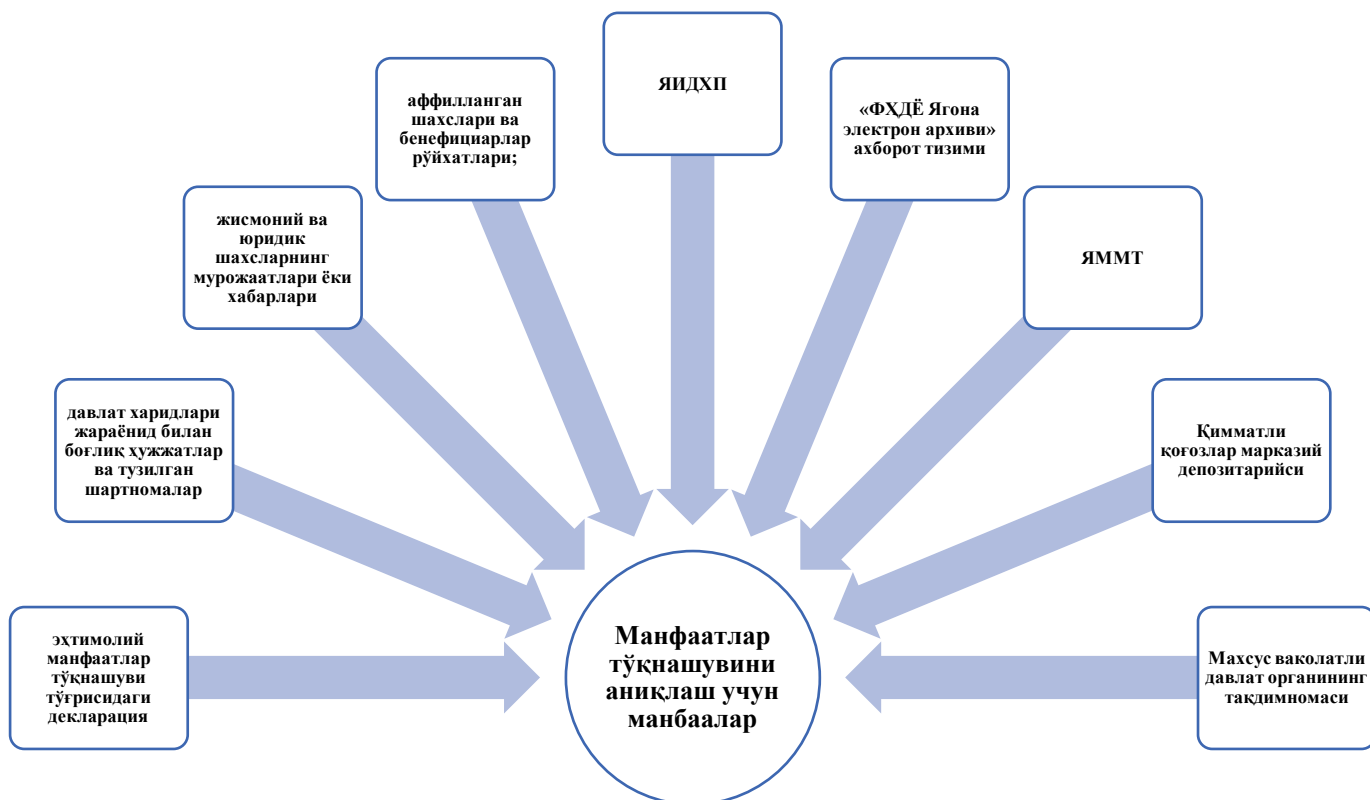 ЯИДХП
аффилланган
шахслари ва
бенефициарлар
рўйхатлари;
«ФҲДЁ Ягона
электрон архиви»
ахборот тизими
жисмоний ва
юридик
шахсларнинг
мурожаатлари ёки
хабарлари
ЯММТ
давлат харидлари
жараёнид билан
боғлиқ ҳужжатлар
ва тузилган
шартномалар
Қимматли
қоғозлар марказий
депозитарийси
эҳтимолий
манфаатлар
тўқнашуви
тўғрисидаги
декларация
Манфаатлар
тўқнашувини
аниқлаш учун
манбаалар
Махсус ваколатли
давлат органининг
тақдимномаси